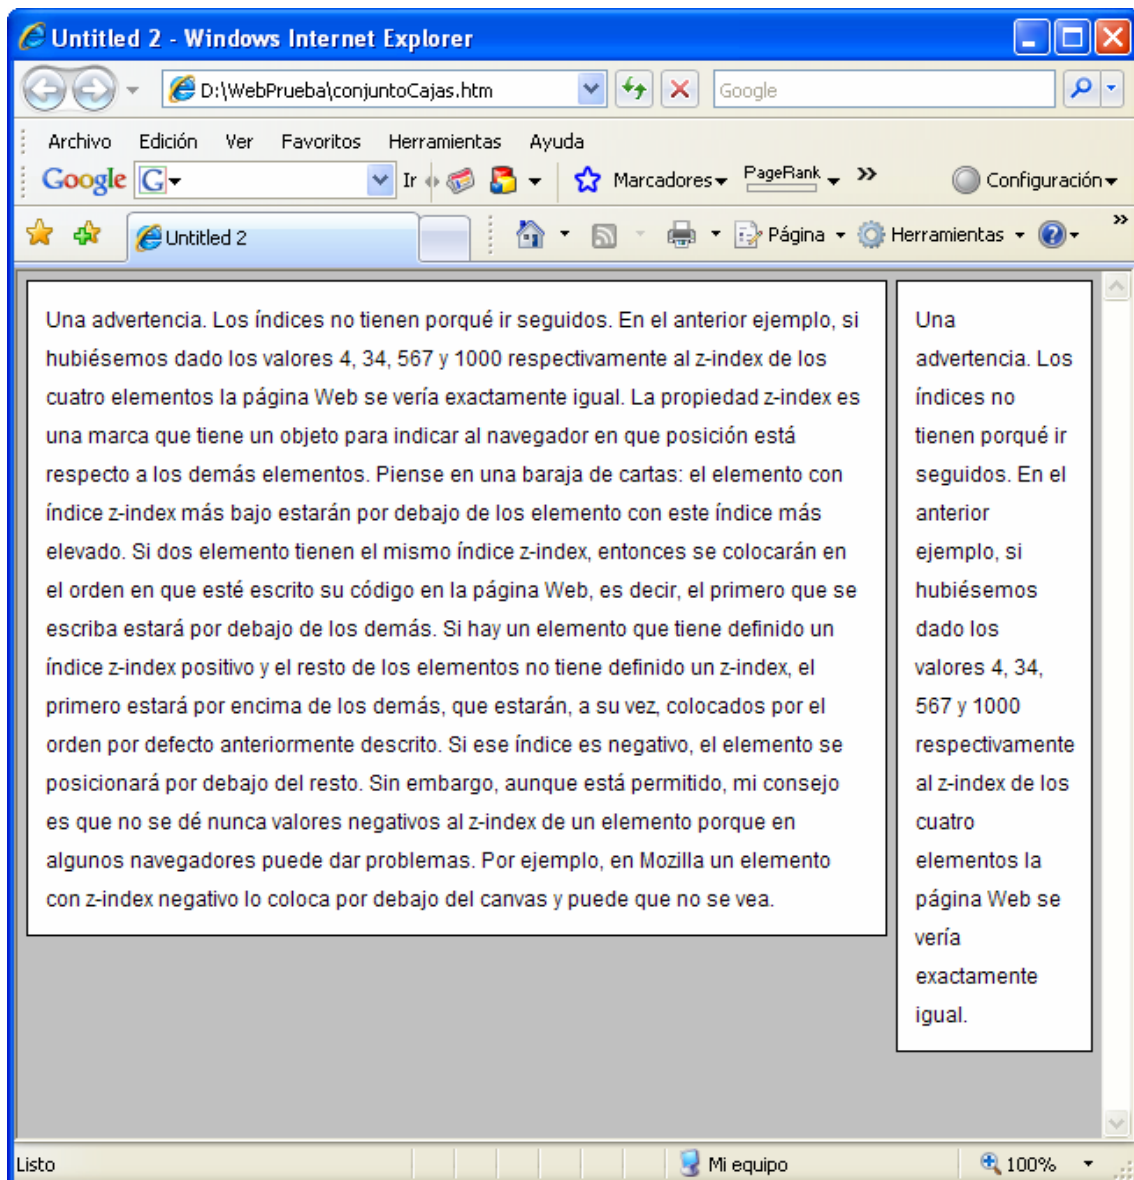 Untitled 2 - Windows Internet Explorer
D:\WebPrueba\conjuntoCajas.htm
Google
Archivo Edición Ver Favoritos Herramientas Ayuda
Google G Ir Marcadores PageRank Configuración
Untitled 2 Página Herramientas
Una advertencia. Los índices no tienen porqué ir seguidos. En el anterior ejemplo, si
hubiésemos dado los valores 4, 34, 567 y 1000 respectivamente al z-index de los
cuatro elementos la página Web se vería exactamente igual. La propiedad z-index es
una marca que tiene un objeto para indicar al navegador en que posición está
respecto a los demás elementos. Piense en una baraja de cartas: el elemento con
índice z-index más bajo estarán por debajo de los elemento con este índice más
elevado. Si dos elemento tienen el mismo índice z-index, entonces se colocarán en
el orden en que esté escrito su código en la página Web, es decir, el primero que se
escriba estará por debajo de los demás. Si hay un elemento que tiene definido un
índice z-index positivo y el resto de los elementos no tiene definido un z-index, el
primero estará por encima de los demás, que estarán, a su vez, colocados por el
orden por defecto anteriormente descrito. Si ese índice es negativo, el elemento se
posicionará por debajo del resto. Sin embargo, aunque está permitido, mi consejo
es que no se dé nunca valores negativos al z-index de un elemento porque en
algunos navegadores puede dar problemas. Por ejemplo, en Mozilla un elemento
con z-index negativo lo coloca por debajo del canvas y puede que no se vea.
Una
advertencia. Los
índices no
tienen porqué ir
seguidos. En el
anterior
ejemplo, si
hubiésemos
dado los
valores 4, 34,
567 y 1000
respectivamente
al z-index de los
cuatro
elementos la
página Web se
vería
exactamente
igual.
Listo Mi equipo 100%